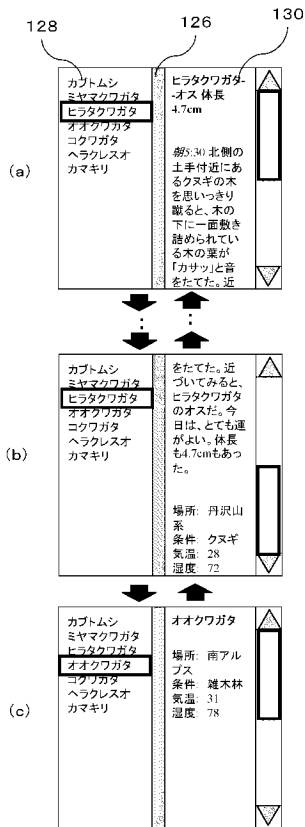 128
126
130
(a)
カブトムシ
ミヤマクワガタ
ヒラタクワガタ
オオクワガタ
コクワガタ
ヘラクレスオ
カマキリ
ヒラタクワガタ-
-オス 体長
4.7cm
朝5:30 北側の
土手付近にあ
るクヌギの木
を思いっきり
蹴ると、木の
下に一面敷き
詰められてい
る木の葉が
「カサッ」と音
をたてた。近
(b)
カブトムシ
ミヤマクワガタ
ヒラタクワガタ
オオクワガタ
コクワガタ
ヘラクレスオ
カマキリ
をたてた。近
づいてみると、
ヒラタクワガタ
のオスだ。今
日は、とても運
がよい。体長
も4.7cmもあっ
た。
場所: 丹沢山
系
条件: クヌギ
気温: 28
湿度: 72
(c)
カブトムシ
ミヤマクワガタ
ヒラタクワガタ
オオクワガタ
コクワガタ
ヘラクレスオ
カマキリ
オオクワガタ
場所: 南アル
プス
条件: 雑木林
気温: 31
湿度: 78